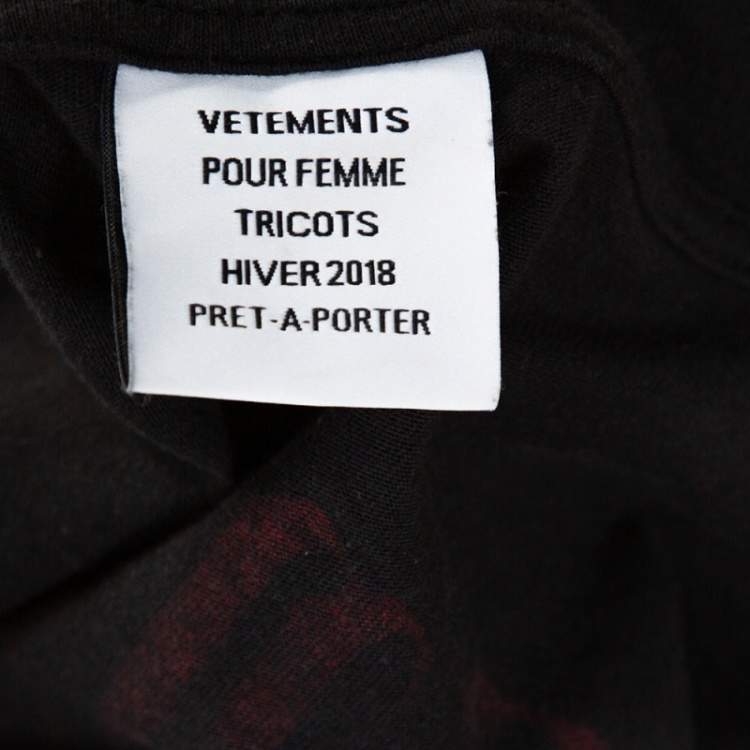 VETEMENTS
POUR FEMME
TRICOTS
HIVER 2018
PRET-A-PORTER